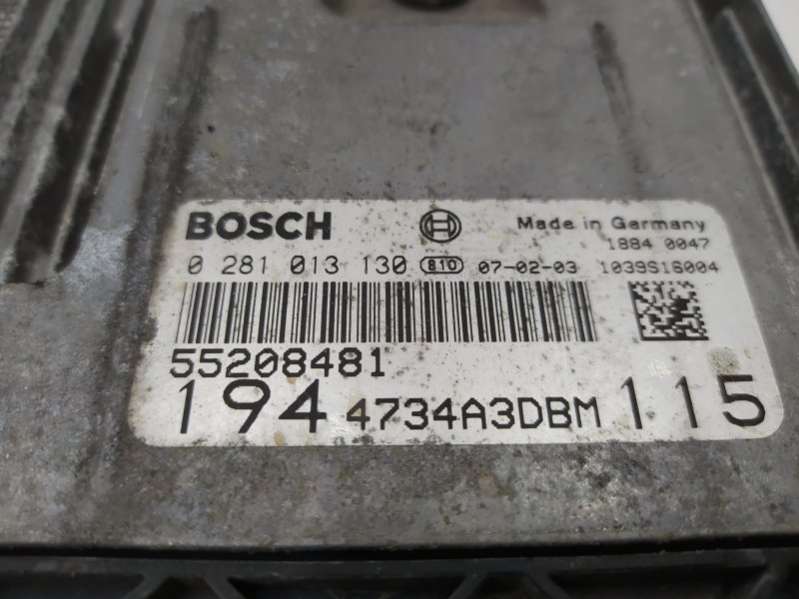 BOSCH Made in Germany
1884 0047
0 281 013 130 810 07-02-03 1039S16004
55208481
194 4734A3DBM 115